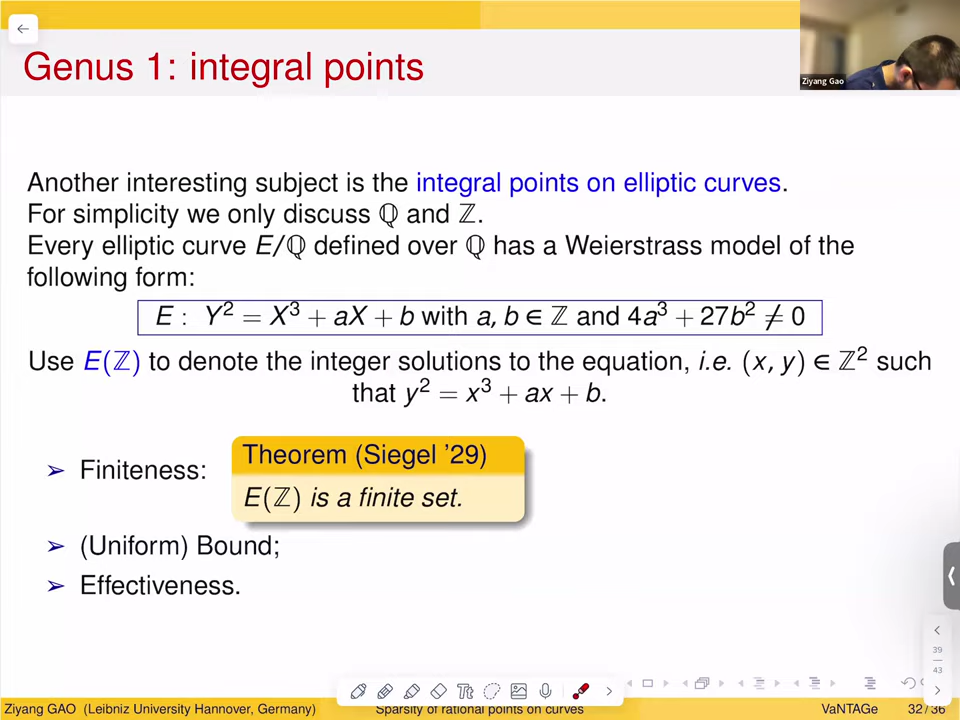 Genus 1: integral points
Ziyang Gao
Another interesting subject is the integral points on elliptic curves.
For simplicity we only discuss ℚ and ℤ.
Every elliptic curve E/ℚ defined over ℚ has a Weierstrass model of the
following form:
E : Y² = X³ + aX + b with a, b ∈ ℤ and 4a³ + 27b² ≠ 0
Use E(ℤ) to denote the integer solutions to the equation, i.e. (x, y) ∈ ℤ² such
that y² = x³ + ax + b.
Theorem (Siegel '29)
➢ Finiteness:
E(ℤ) is a finite set.
➢ (Uniform) Bound;
➢ Effectiveness.
39
43
Tt
Ziyang GAO (Leibniz University Hannover, Germany) Sparsity of rational points on curves VaNTAGe 32 / 36